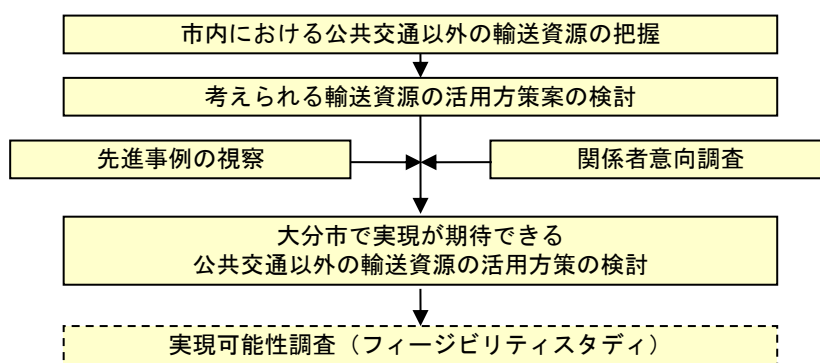 市内における公共交通以外の輸送資源の把握
考えられる輸送資源の活用方策案の検討
先進事例の視察
関係者意向調査
大分市で実現が期待できる
公共交通以外の輸送資源の活用方策の検討
実現可能性調査（フィージビリティスタディ）